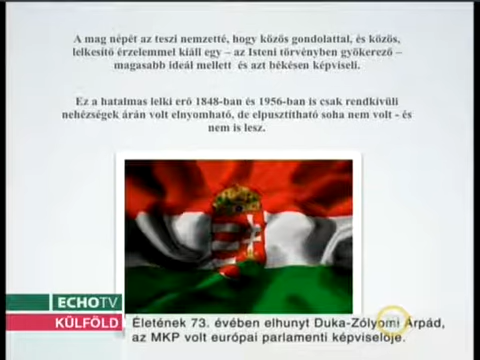 A mag népét az teszi nemzetté, hogy közös gondolattal, és közös,
lelkesítő érzelemmel kiáll egy – az Isteni törvényben gyökerező –
magasabb ideál mellett és azt békésen képviseli.
Ez a hatalmas lelki erő 1848-ban és 1956-ban is csak rendkívüli
nehézségek árán volt elnyomható, de elpusztítható soha nem volt - és
nem is lesz.
ECHOTV
KÜLFÖLD
Életének 73. évében elhunyt Duka-Zólyomi Árpád,
az MKP volt európai parlamenti képviselője.